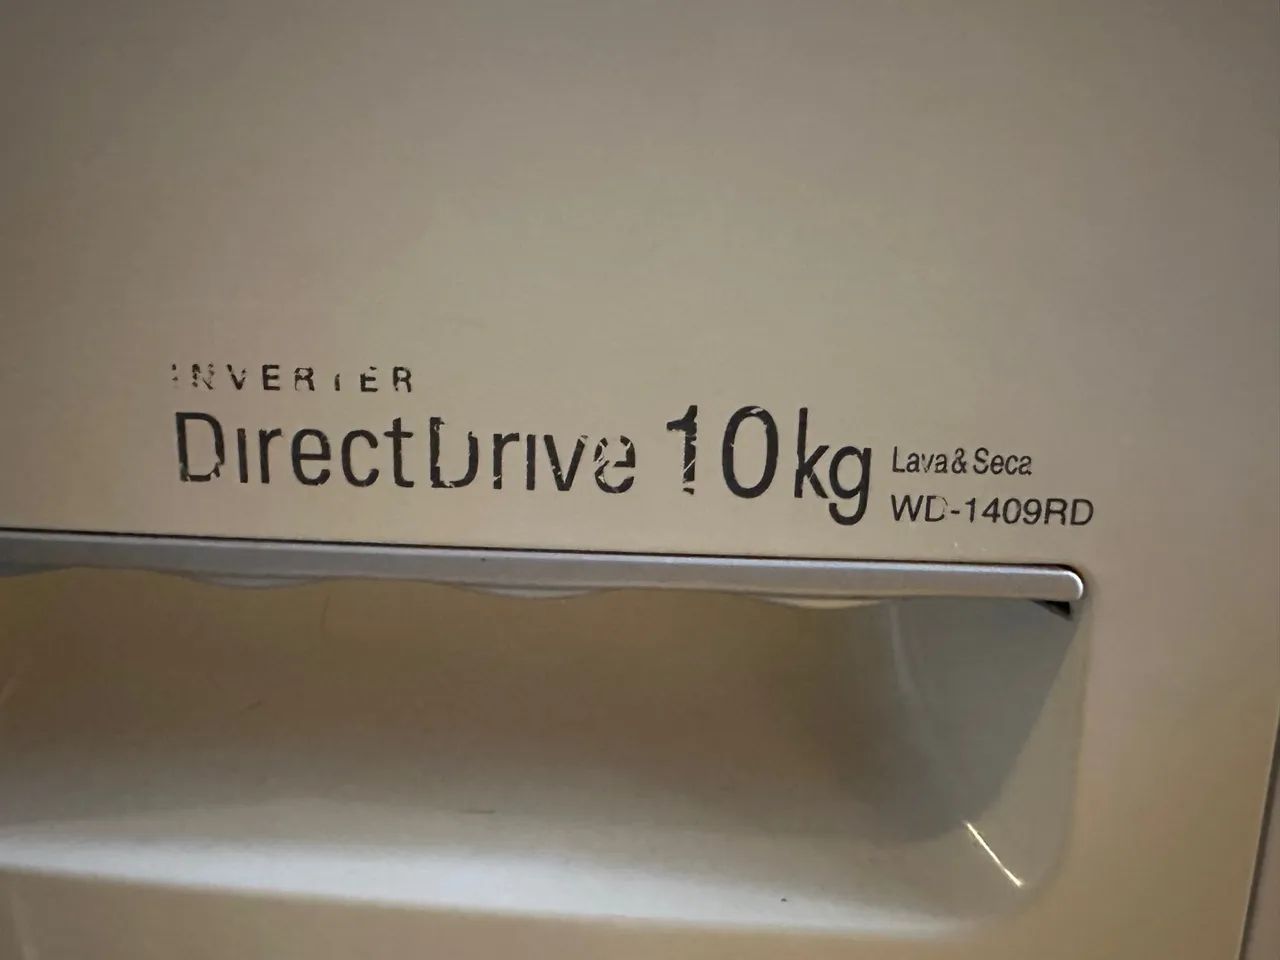 INVERTER
DirectDrive 10kg Lava&Seca
WD-1409RD